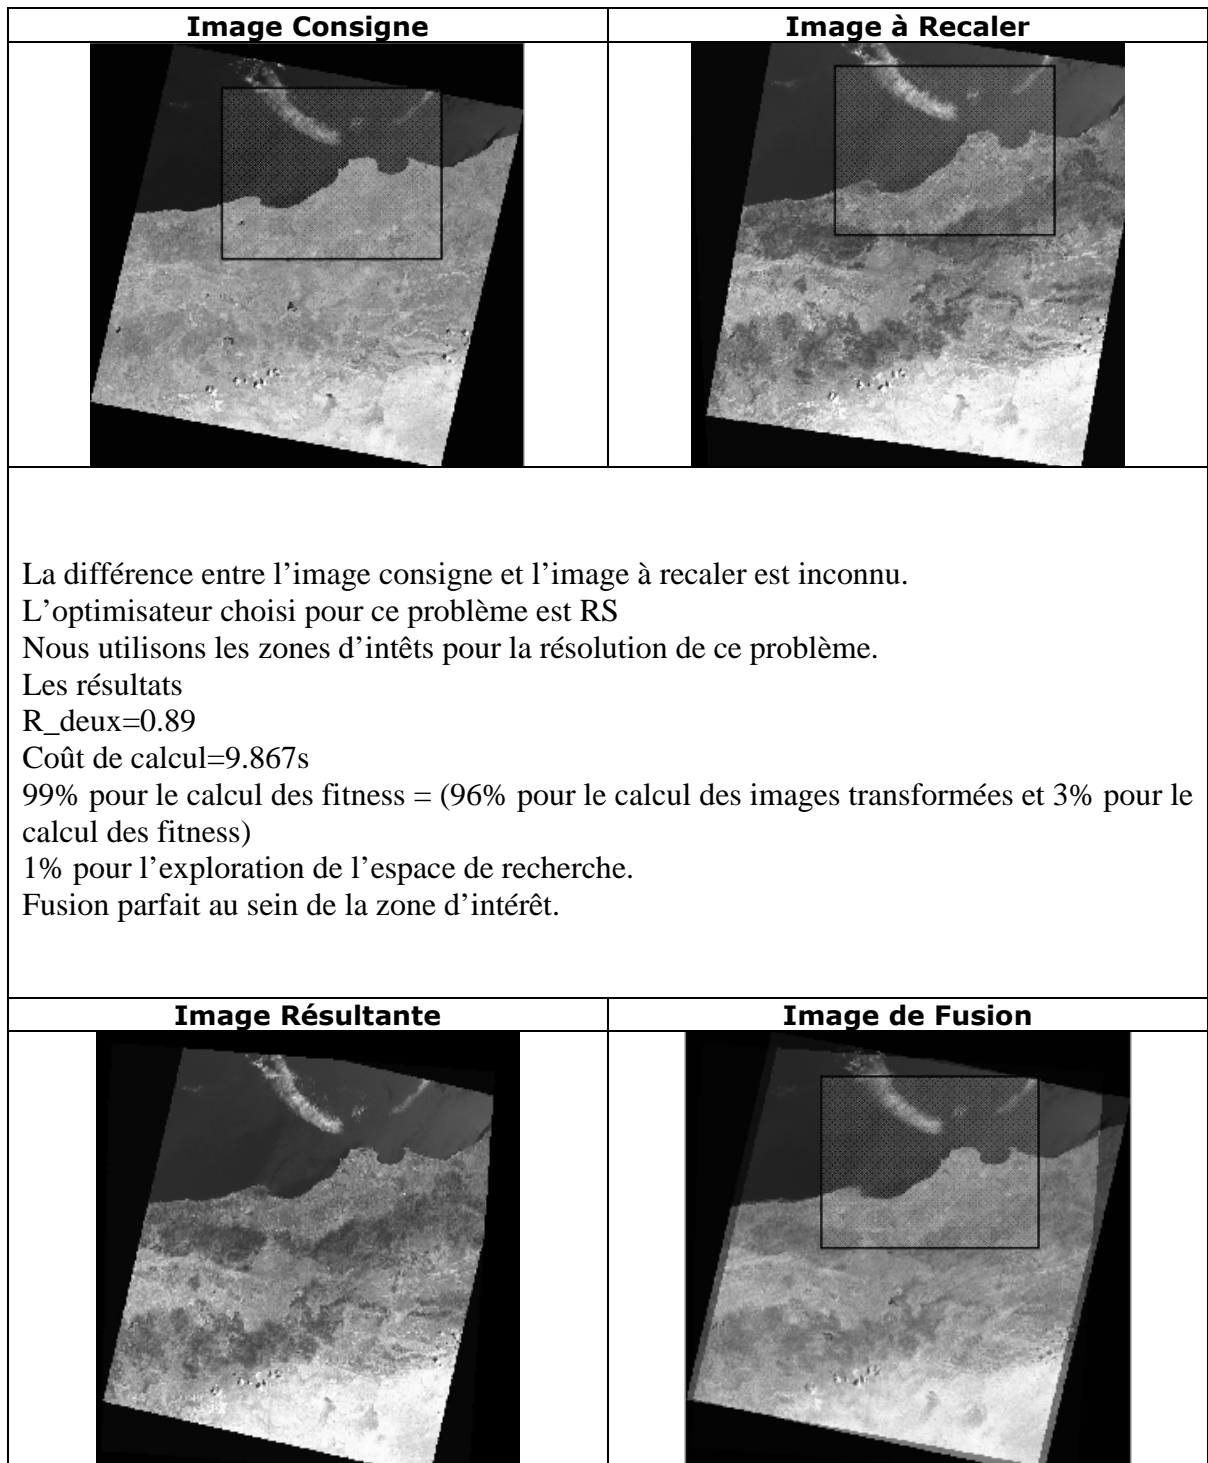 Image Consigne
Image à Recaler
La différence entre l’image consigne et l’image à recaler est inconnu.
L’optimisateur choisi pour ce problème est RS
Nous utilisons les zones d’intêts pour la résolution de ce problème.
Les résultats
R_deux=0.89
Coût de calcul=9.867s
99% pour le calcul des fitness = (96% pour le calcul des images transformées et 3% pour le
calcul des fitness)
1% pour l’exploration de l’espace de recherche.
Fusion parfait au sein de la zone d’intérêt.
Image Résultante
Image de Fusion